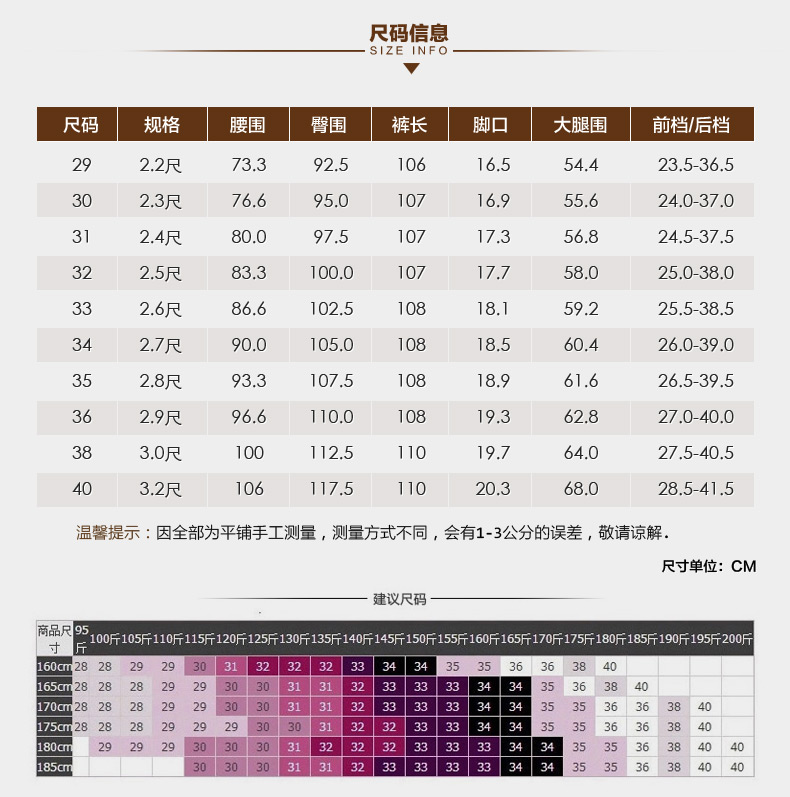 尺码信息
SIZE INFO
尺码 规格 腰围 臀围 裤长 脚口 大腿围 前档/后档
29 2.2尺 73.3 92.5 106 16.5 54.4 23.5-36.5
30 2.3尺 76.6 95.0 107 16.9 55.6 24.0-37.0
31 2.4尺 80.0 97.5 107 17.3 56.8 24.5-37.5
32 2.5尺 83.3 100.0 107 17.7 58.0 25.0-38.0
33 2.6尺 86.6 102.5 108 18.1 59.2 25.5-38.5
34 2.7尺 90.0 105.0 108 18.5 60.4 26.0-39.0
35 2.8尺 93.3 107.5 108 18.9 61.6 26.5-39.5
36 2.9尺 96.6 110.0 108 19.3 62.8 27.0-40.0
38 3.0尺 100 112.5 110 19.7 64.0 27.5-40.5
40 3.2尺 106 117.5 110 20.3 68.0 28.5-41.5
温馨提示：因全部为平铺手工测量，测量方式不同，会有1-3公分的误差，敬请谅解.
尺寸单位：CM
建议尺码
商品尺寸 95斤 100斤 105斤 110斤 115斤 120斤 125斤 130斤 135斤 140斤 145斤 150斤 155斤 160斤 165斤 170斤 175斤 180斤 185斤 190斤 195斤 200斤
160cm 28 28 29 29 30 31 32 32 32 33 34 34 35 35 36 36 38 40
165cm 28 28 28 29 29 30 30 31 31 32 33 33 33 34 34 35 36 38 40
170cm 28 28 28 29 29 30 30 31 31 32 33 33 33 34 34 35 35 36 36 38 40
175cm 28 28 28 29 29 29 30 30 31 32 32 33 33 34 34 35 35 36 36 38 40
180cm 29 29 29 30 30 30 31 32 32 32 33 33 33 34 34 35 35 36 38 40 40
185cm 30 30 30 31 31 32 33 33 33 33 34 34 35 35 36 38 40 40